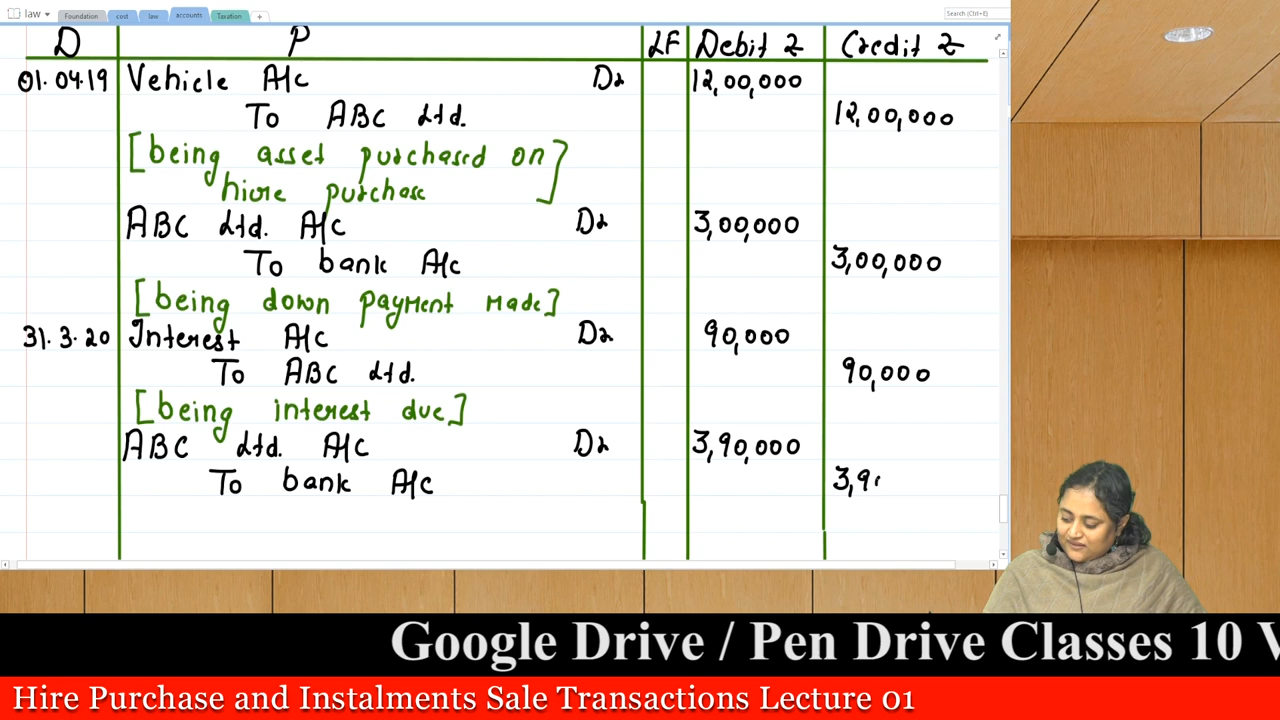 law
Foundation cost law accounts Taxation +
Search (Ctrl+E)
D P LF Debit ₹ Credit ₹
01.04.19 Vehicle A/c Dr 12,00,000
To ABC Ltd. 12,00,000
[being asset purchased on
hire purchase]
ABC Ltd. A/c Dr 3,00,000
To bank A/c 3,00,000
[being down payment made]
31.3.20 Interest A/c Dr 90,000
To ABC Ltd. 90,000
[being interest due]
ABC Ltd. A/c Dr 3,90,000
To bank A/c 3,9
Google Drive / Pen Drive Classes 10 V
Hire Purchase and Instalments Sale Transactions Lecture 01